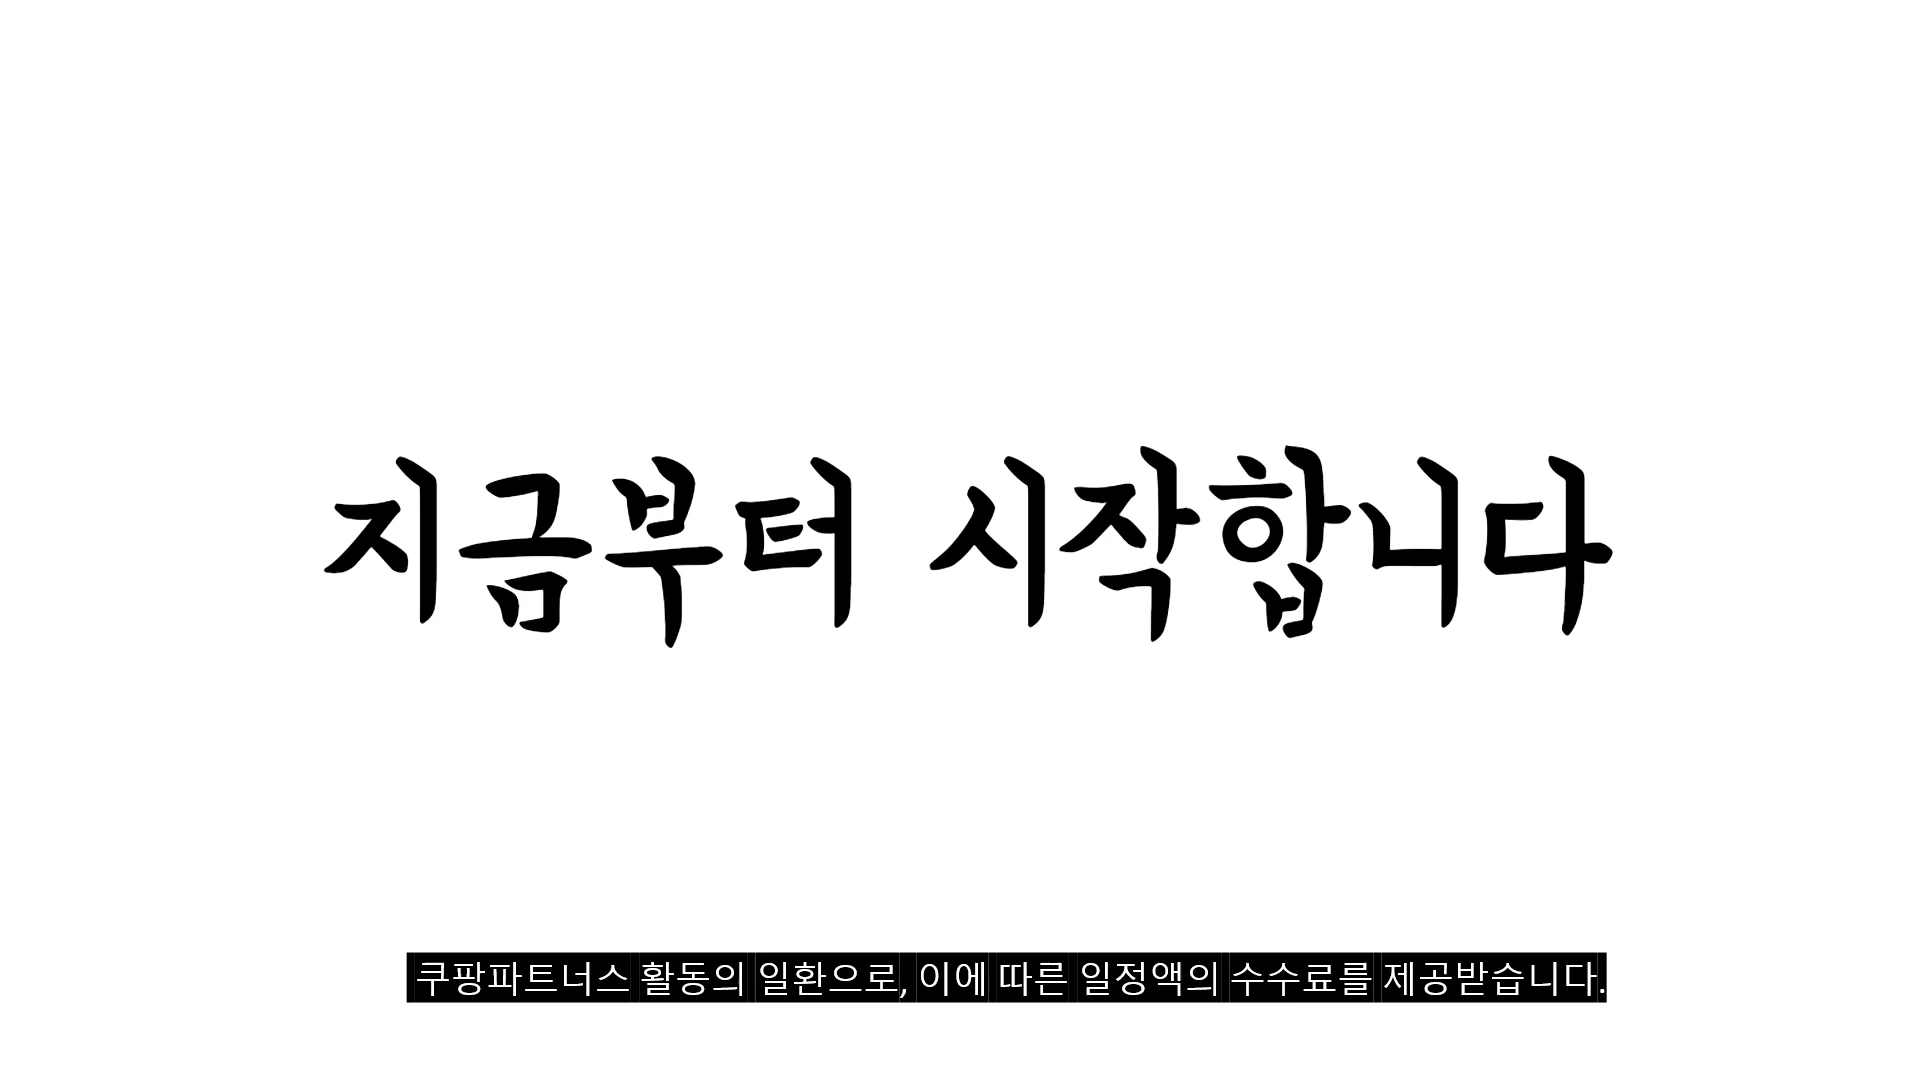 지금부터 시작합니다
쿠팡파트너스 활동의 일환으로, 이에 따른 일정액의 수수료를 제공받습니다.